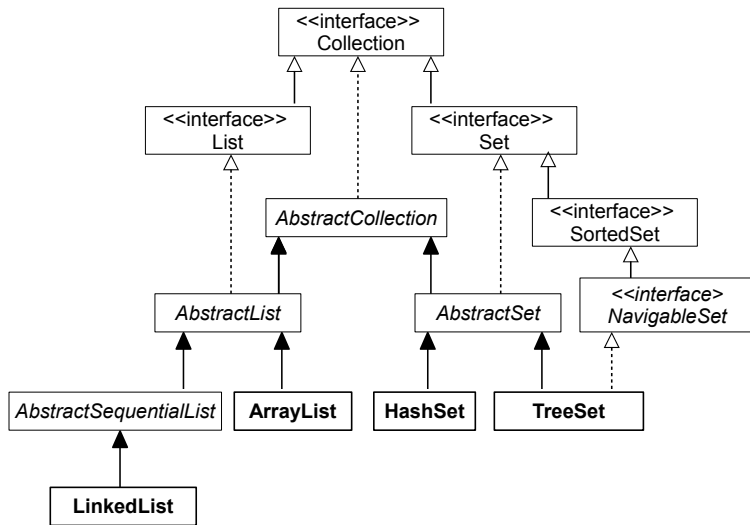 <<interface>>
Collection
<<interface>>
List
<<interface>>
Set
AbstractCollection
<<interface>>
SortedSet
AbstractList
AbstractSet
<<interface>
NavigableSet
AbstractSequentialList
ArrayList
HashSet
TreeSet
LinkedList